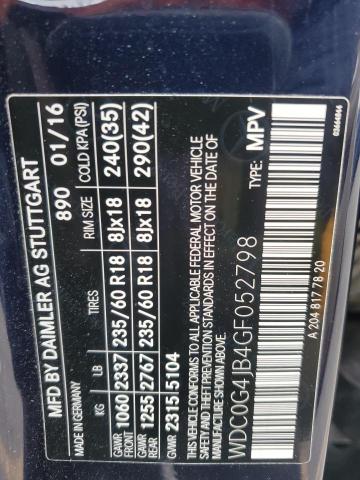 MFD BY DAIMLER AG STUTTGART
890 01/16
KG LB TIRES RIM SIZE COLD KPA(PSI)
GAWR FRONT 1060 2337 235/60 R18 8Jx18 240(35)
GAWR REAR 1255 2767 235/60 R18 8Jx18 290(42)
GVWR 2315 5104
THIS VEHICLE CONFORMS TO ALL APPLICABLE FEDERAL MOTOR VEHICLE
SAFETY, BUMPER, AND THEFT PREVENTION STANDARDS IN EFFECT ON THE DATE OF
MANUFACTURE SHOWN ABOVE.
WDC0G4JB4GF052798 TYPE: MPV
A 204 817 78 20
03664864